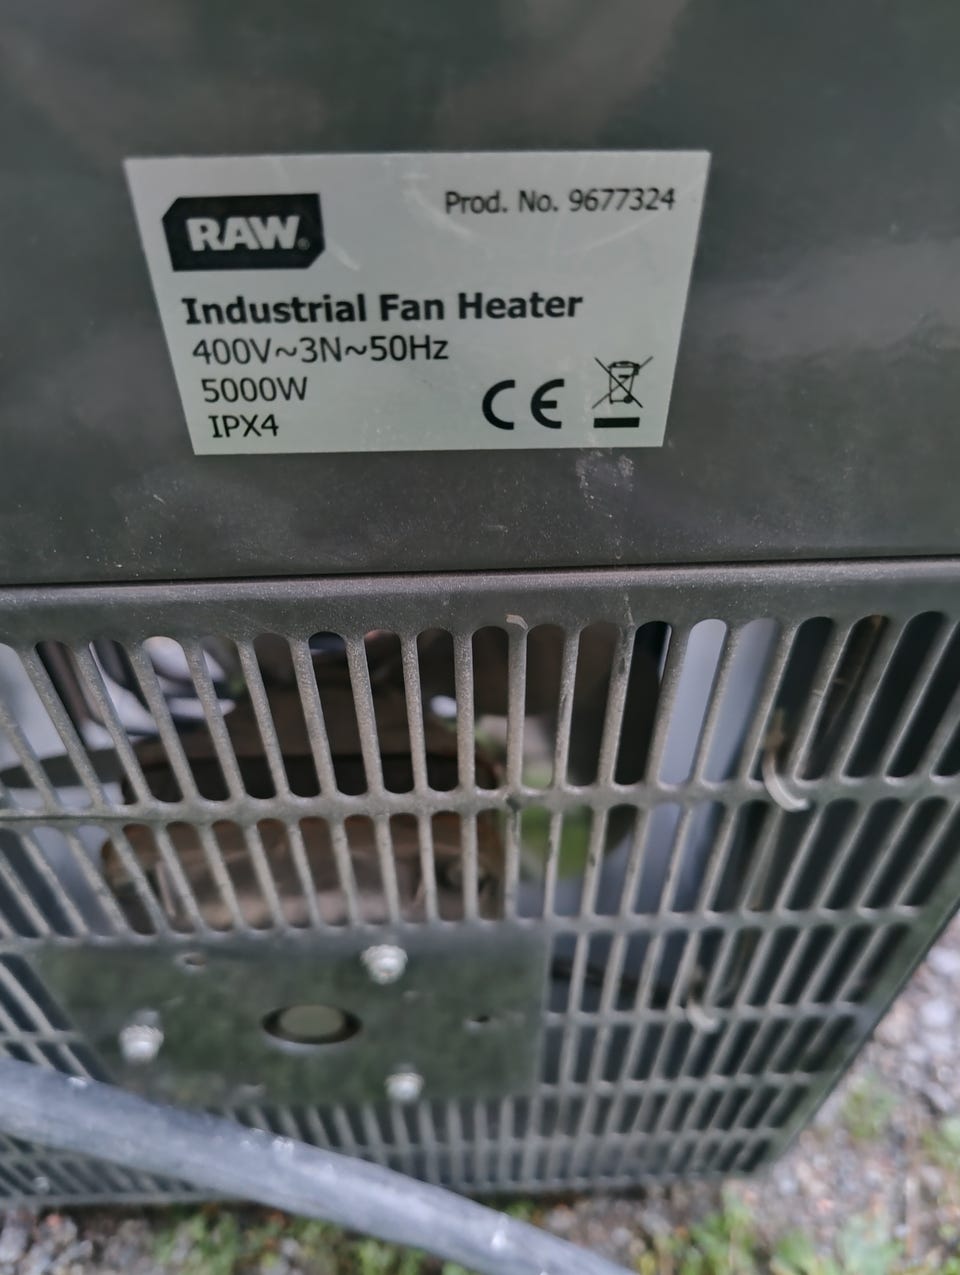 RAW®
Prod. No. 9677324
Industrial Fan Heater
400V~3N~50Hz
5000W
IPX4
CE